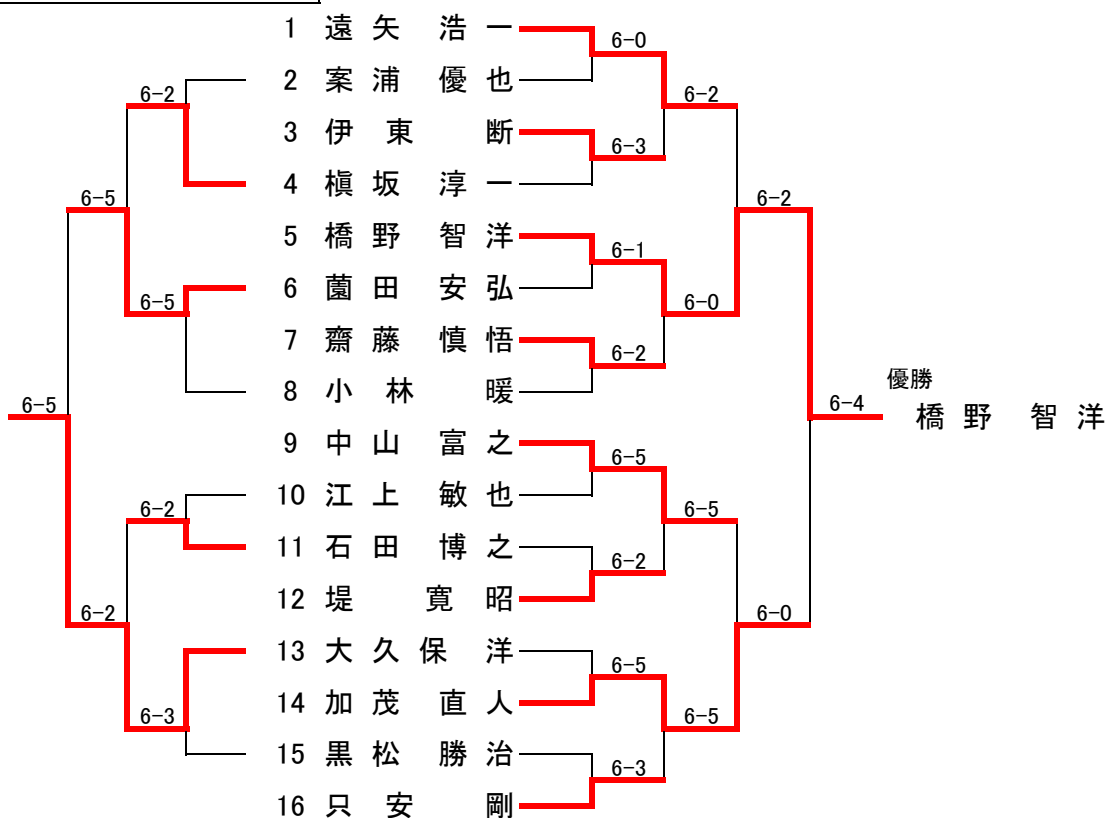 1 遠矢 浩一
6-0
2 案浦 優也
6-2 6-2
3 伊東 断
6-3
4 槇坂 淳一
6-5 6-2
5 橋野 智洋
6-1
6 薗田 安弘
6-5 6-0
7 齋藤 慎悟
6-2
8 小林 暖
優勝
6-5 6-4 橋野 智洋
9 中山 富之
6-5
10 江上 敏也
6-2 6-5
11 石田 博之
6-2
12 堤 寛昭
6-2 6-0
13 大久保 洋
6-5
14 加茂 直人
6-3 6-5
15 黒松 勝治
6-3
16 只安 剛